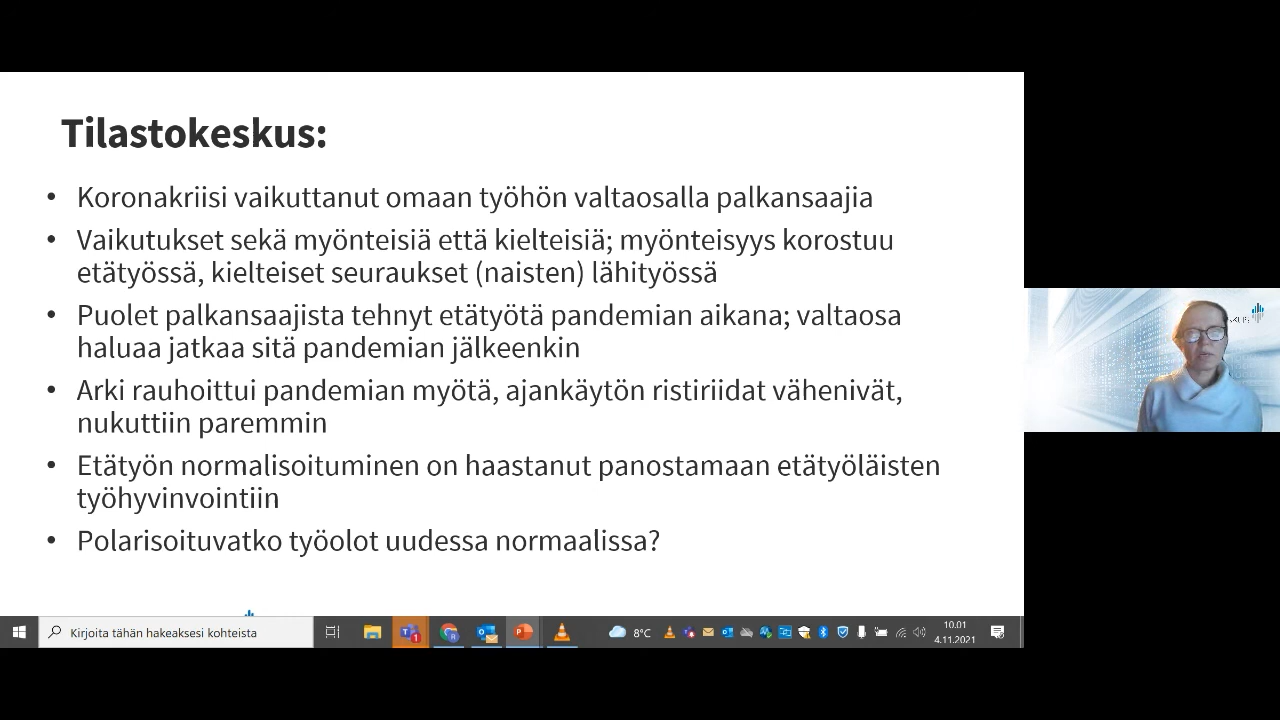 Tilastokeskus:
• Koronakriisi vaikuttanut omaan työhön valtaosalla palkansaajia
• Vaikutukset sekä myönteisiä että kielteisiä; myönteisyys korostuu
etätyössä, kielteiset seuraukset (naisten) lähityössä
• Puolet palkansaajista tehnyt etätyötä pandemian aikana; valtaosa
haluaa jatkaa sitä pandemian jälkeenkin
• Arki rauhoittui pandemian myötä, ajankäytön ristiriidat vähenivät,
nukuttiin paremmin
• Etätyön normalisoituminen on haastanut panostamaan etätyöläisten
työhyvinvointiin
• Polarisoituvatko työolot uudessa normaalissa?
Kirjoita tähän hakeaksesi kohteista
8°C
10.01
4.11.2021